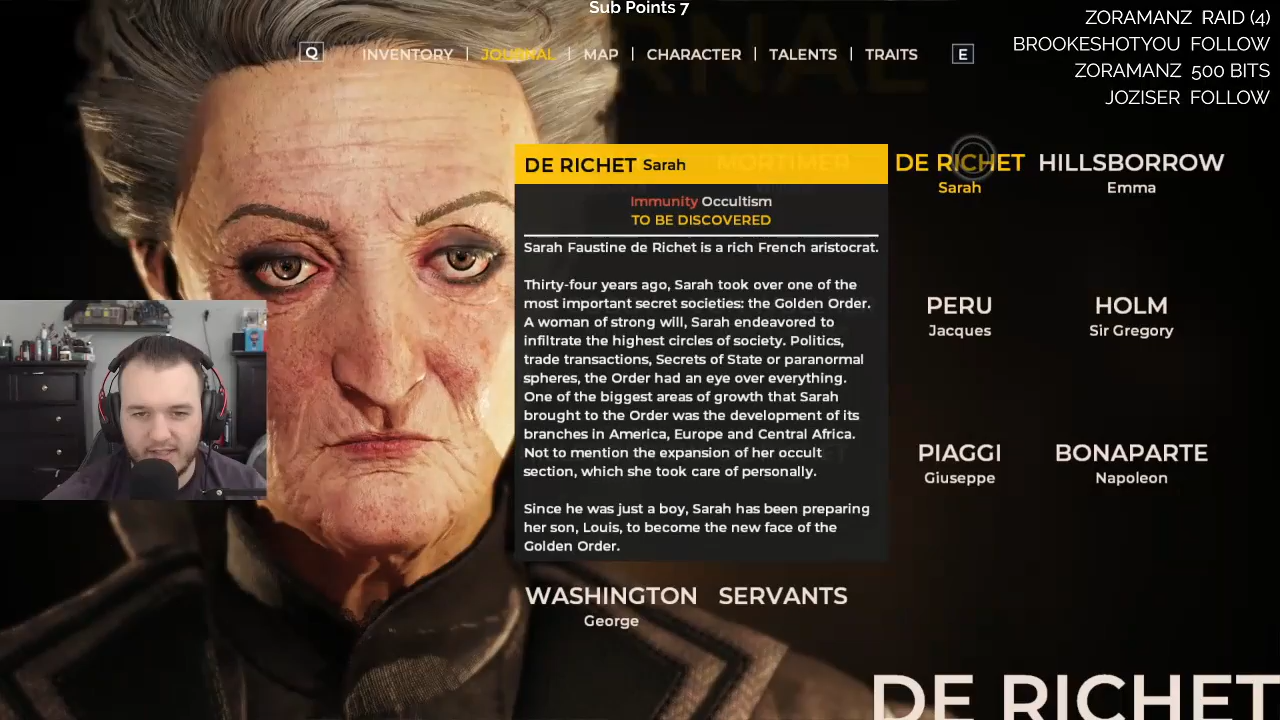 Sub Points 7
ZORAMANZ RAID (4)
BROOKESHOTYOU FOLLOW
ZORAMANZ 500 BITS
JOZISER FOLLOW
Q INVENTORY | JOURNAL | MAP | CHARACTER | TALENTS | TRAITS E
DE RICHET Sarah
MORTIMER
Immunity Occultism
TO BE DISCOVERED
Sarah Faustine de Richet is a rich French aristocrat.
Thirty-four years ago, Sarah took over one of the
most important secret societies: the Golden Order.
A woman of strong will, Sarah endeavored to
infiltrate the highest circles of society. Politics,
trade transactions, Secrets of State or paranormal
spheres, the Order had an eye over everything.
One of the biggest areas of growth that Sarah
brought to the Order was the development of its
branches in America, Europe and Central Africa.
Not to mention the expansion of her occult
section, which she took care of personally.
Since he was just a boy, Sarah has been preparing
her son, Louis, to become the new face of the
Golden Order.
DE RICHET
Sarah
HILLSBORROW
Emma
PERU
Jacques
HOLM
Sir Gregory
PIAGGI
Giuseppe
BONAPARTE
Napoleon
WASHINGTON
George
SERVANTS
DE RICHET